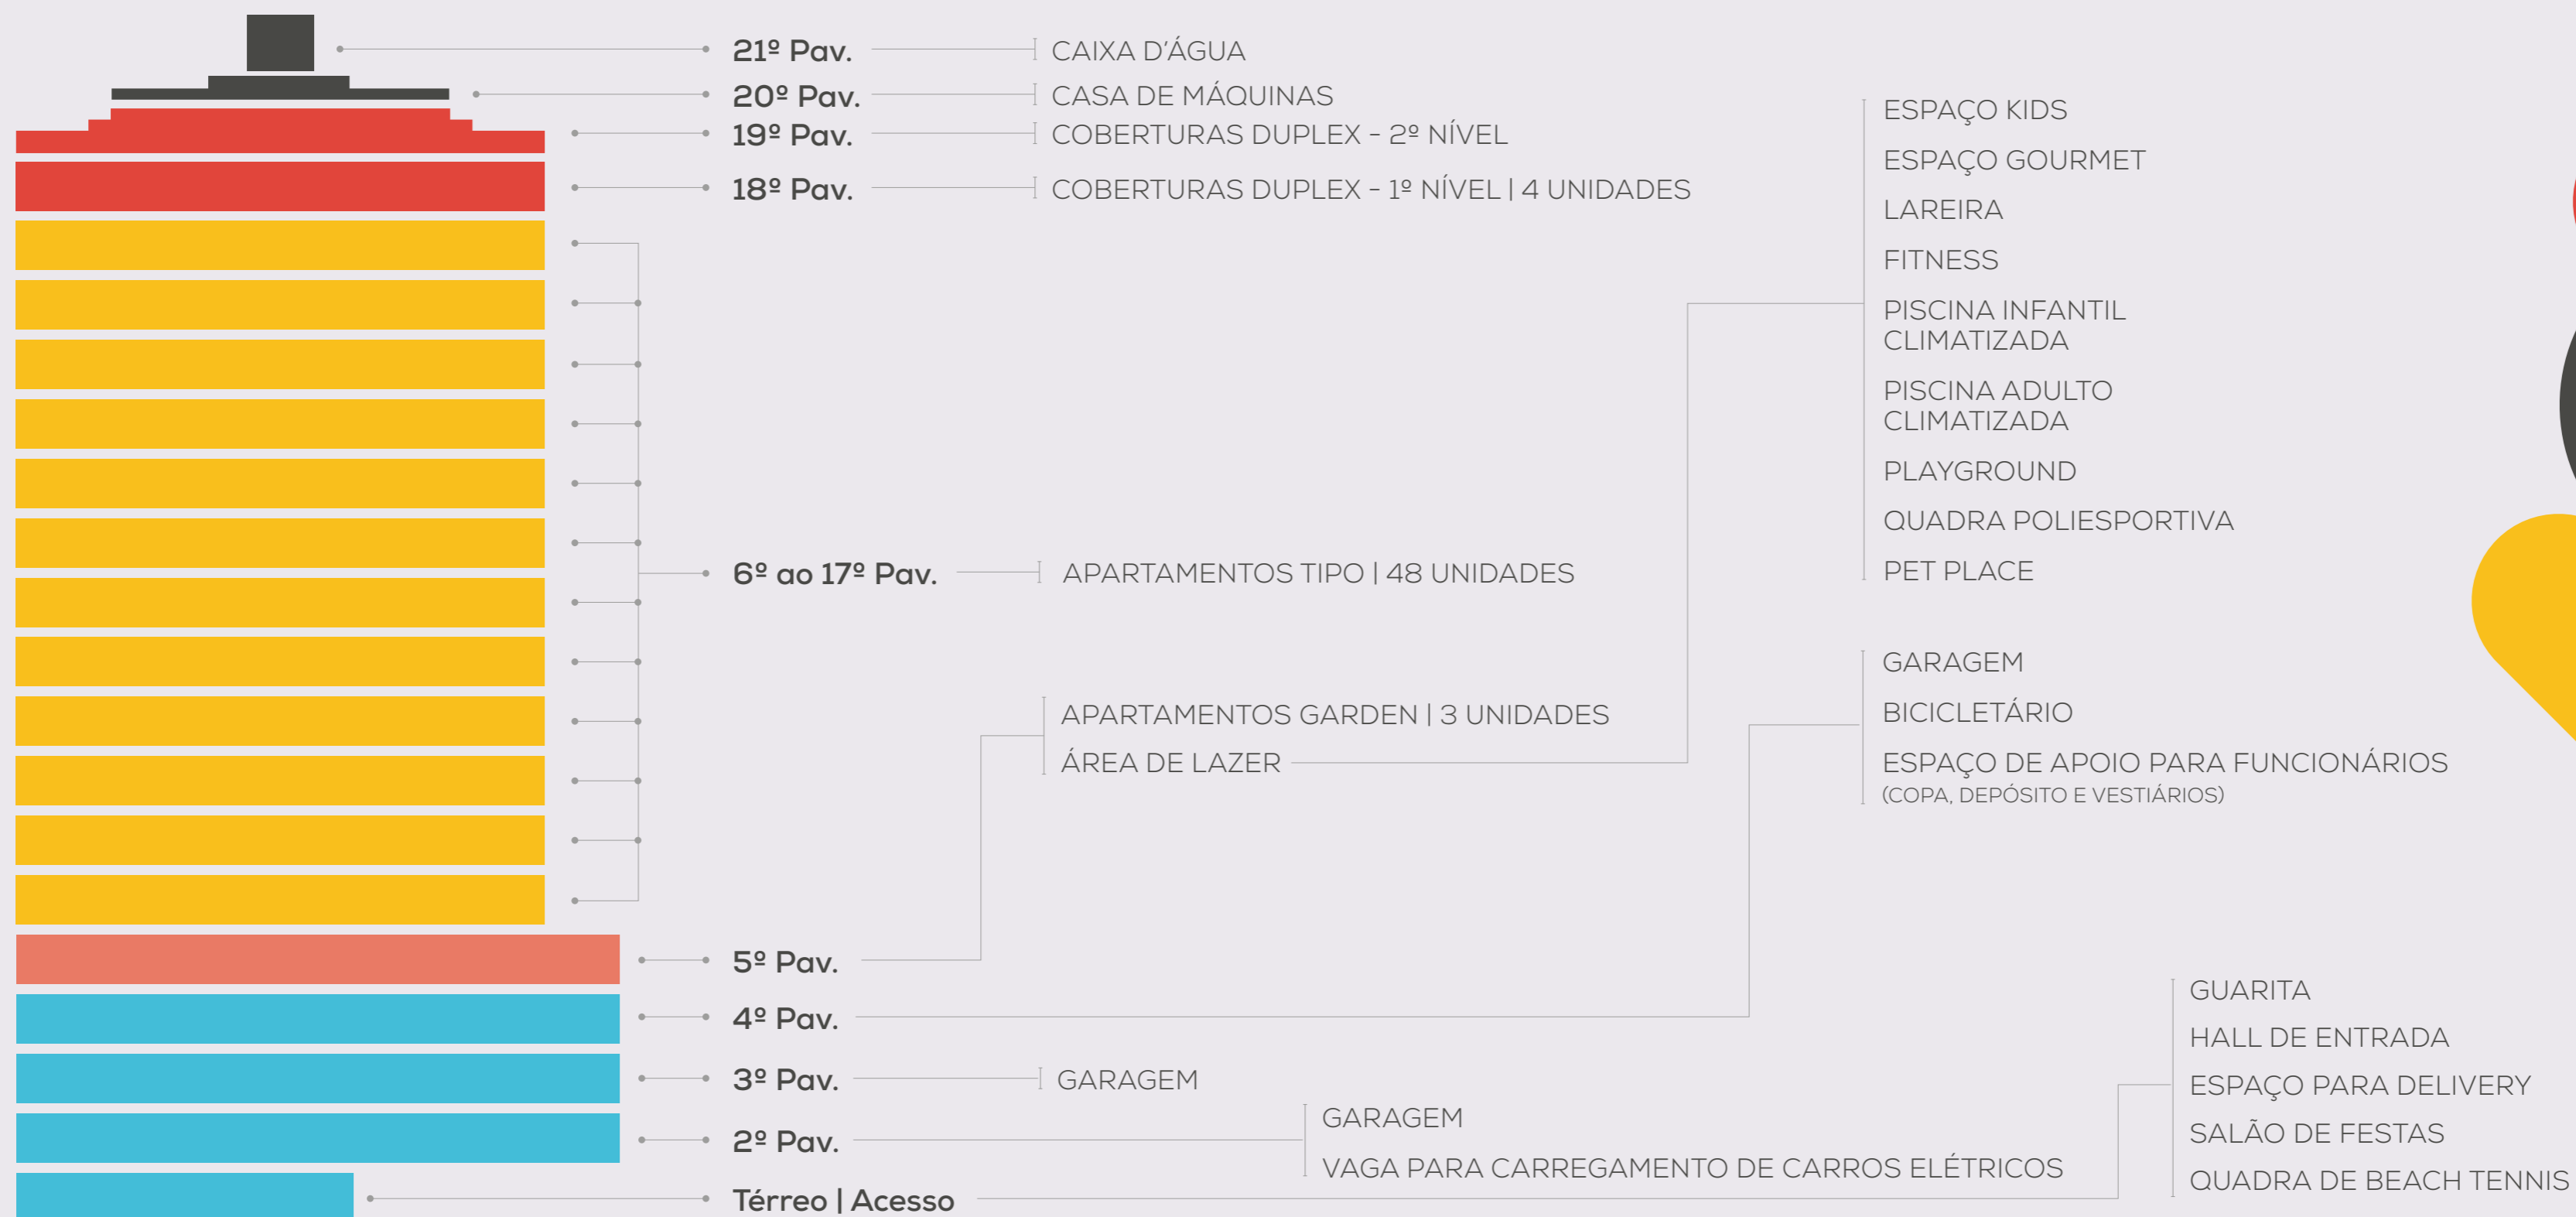 21º Pav.
CAIXA D'ÁGUA
20º Pav.
CASA DE MÁQUINAS
19º Pav.
COBERTURAS DUPLEX - 2º NÍVEL
18º Pav.
COBERTURAS DUPLEX - 1º NÍVEL | 4 UNIDADES
6º ao 17º Pav.
APARTAMENTOS TIPO | 48 UNIDADES
5º Pav.
APARTAMENTOS GARDEN | 3 UNIDADES
ÁREA DE LAZER
ESPAÇO KIDS
ESPAÇO GOURMET
LAREIRA
FITNESS
PISCINA INFANTIL
CLIMATIZADA
PISCINA ADULTO
CLIMATIZADA
PLAYGROUND
QUADRA POLIESPORTIVA
PET PLACE
4º Pav.
GARAGEM
BICICLETÁRIO
ESPAÇO DE APOIO PARA FUNCIONÁRIOS
(COPA, DEPÓSITO E VESTIÁRIOS)
3º Pav.
GARAGEM
2º Pav.
GARAGEM
VAGA PARA CARREGAMENTO DE CARROS ELÉTRICOS
Térreo | Acesso
GUARITA
HALL DE ENTRADA
ESPAÇO PARA DELIVERY
SALÃO DE FESTAS
QUADRA DE BEACH TENNIS